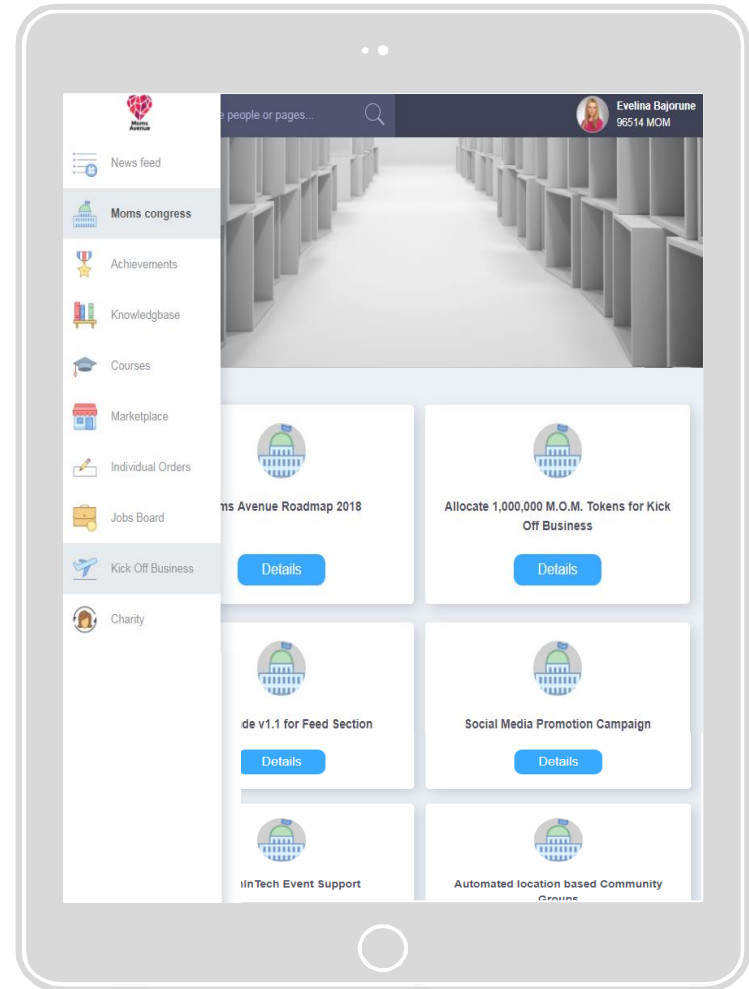 Moms
Avenue
people or pages...
Evelina Bajorune
96514 MOM
News feed
Moms congress
Achievements
Knowledgbase
Courses
Marketplace
Individual Orders
Jobs Board
Kick Off Business
Charity
Avenue Roadmap 2018
Details
Allocate 1,000,000 M.O.M. Tokens for Kick
Off Business
Details
v1.1 for Feed Section
Details
Social Media Promotion Campaign
Details
InTech Event Support
Automated location based Community
Groups